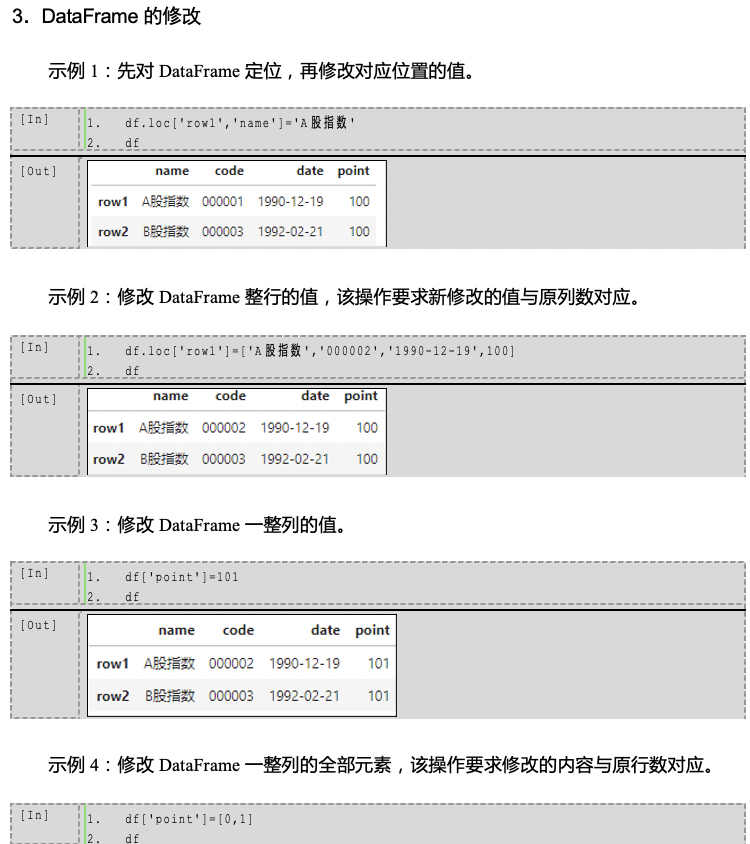 3. DataFrame 的修改
示例 1：先对 DataFrame 定位，再修改对应位置的值。
[In] 1. df.loc['row1','name']='A股指数'
2. df
[Out] name code date point
row1 A股指数 000001 1990-12-19 100
row2 B股指数 000003 1992-02-21 100
示例 2：修改 DataFrame 整行的值，该操作要求新修改的值与原列数对应。
[In] 1. df.loc['row1']=['A股指数','000002','1990-12-19',100]
2. df
[Out] name code date point
row1 A股指数 000002 1990-12-19 100
row2 B股指数 000003 1992-02-21 100
示例 3：修改 DataFrame 一整列的值。
[In] 1. df['point']=101
2. df
[Out] name code date point
row1 A股指数 000002 1990-12-19 101
row2 B股指数 000003 1992-02-21 101
示例 4：修改 DataFrame 一整列的全部元素，该操作要求修改的内容与原行数对应。
[In] 1. df['point']=[0,1]
2. df